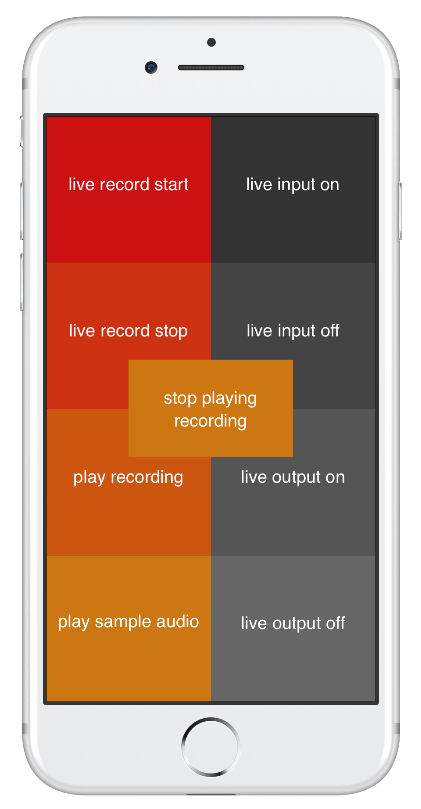 live record start
live input on
live record stop
live input off
stop playing
recording
play recording
live output on
play sample audio
live output off